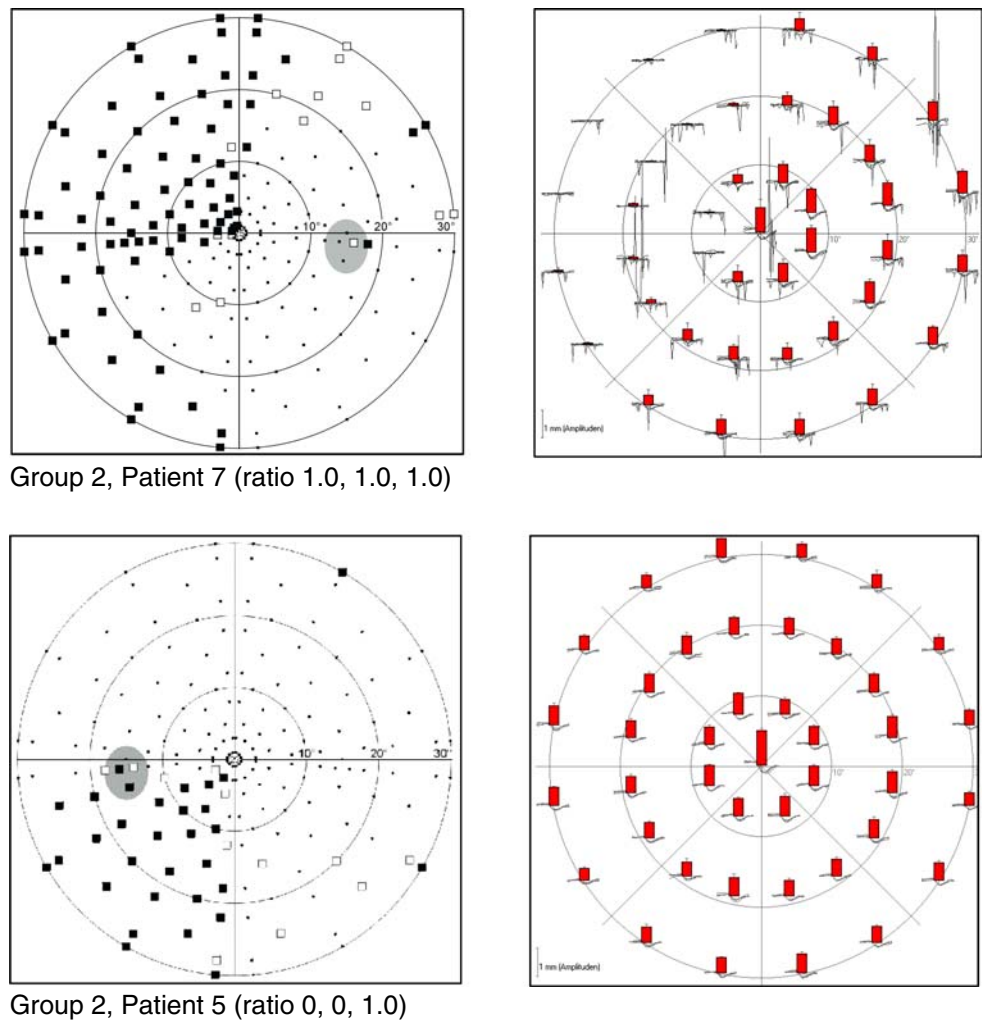 10° 20° 30°
10° 20° 30°
1 mm (Amplituden)
Group 2, Patient 7 (ratio 1.0, 1.0, 1.0)
10° 20° 30°
10° 20° 30°
1 mm (Amplituden)
Group 2, Patient 5 (ratio 0, 0, 1.0)